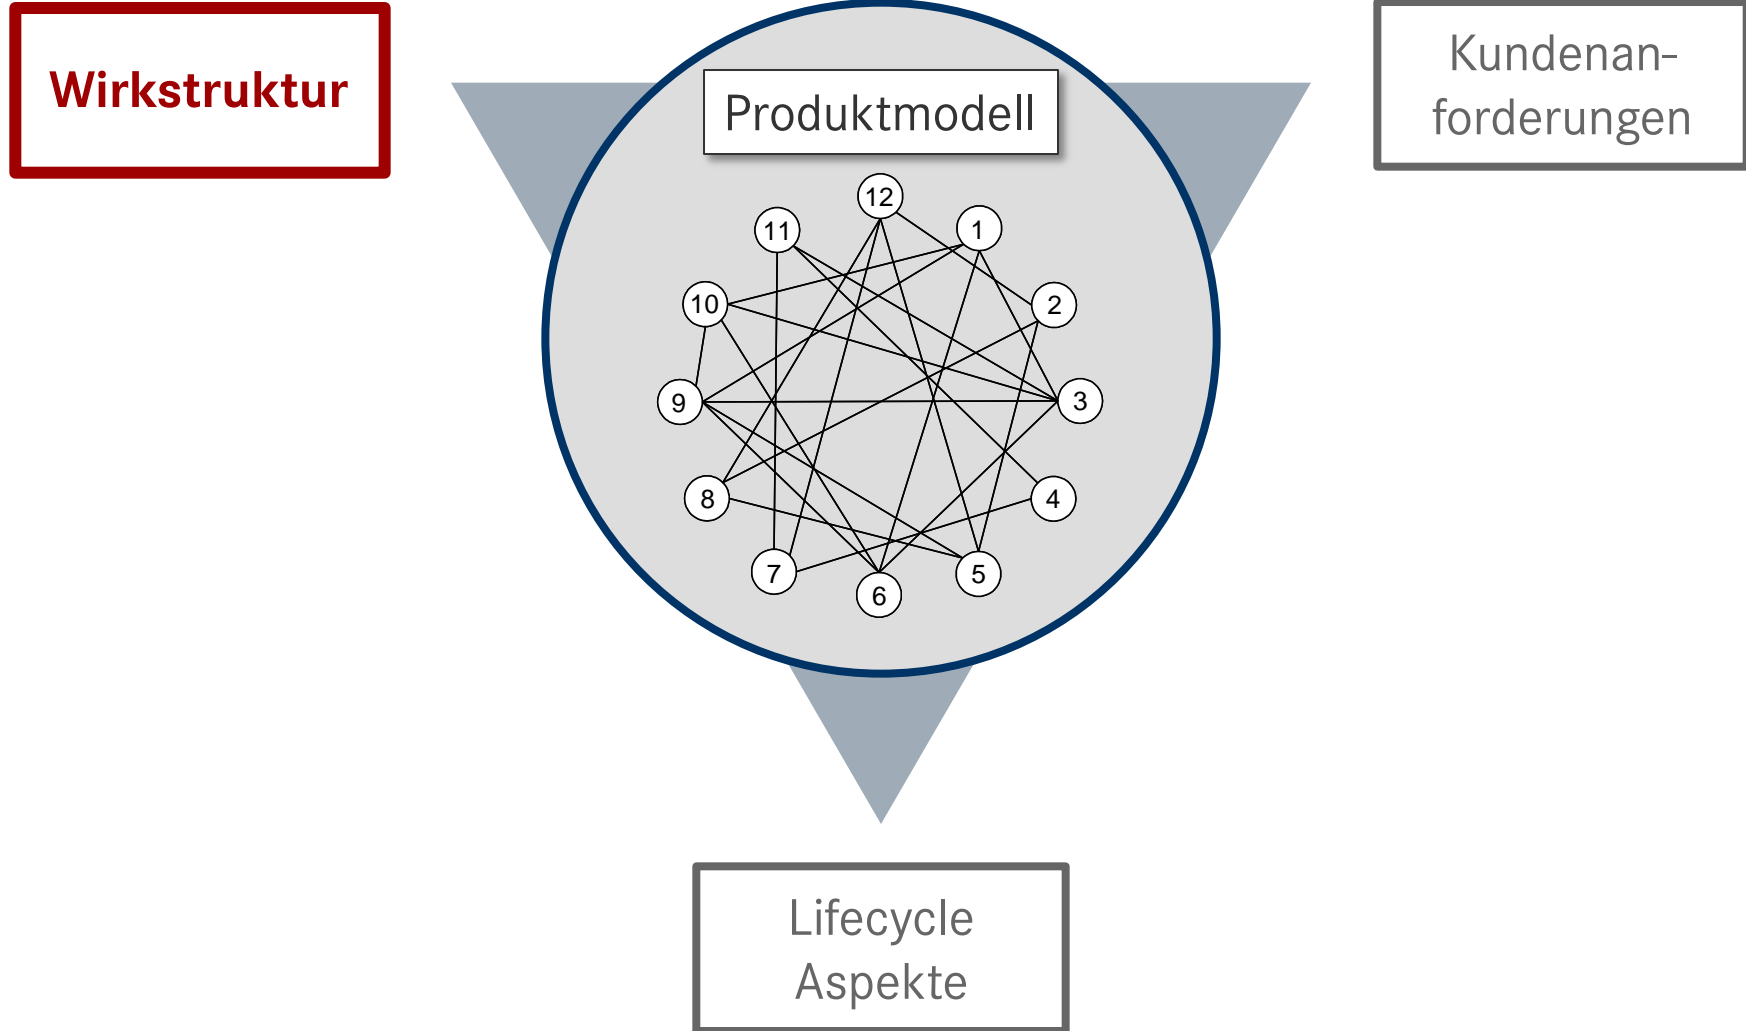 Wirkstruktur
Produktmodell
Kundenan-
forderungen
12
11
1
10
2
9
3
8
4
7
5
6
Lifecycle
Aspekte